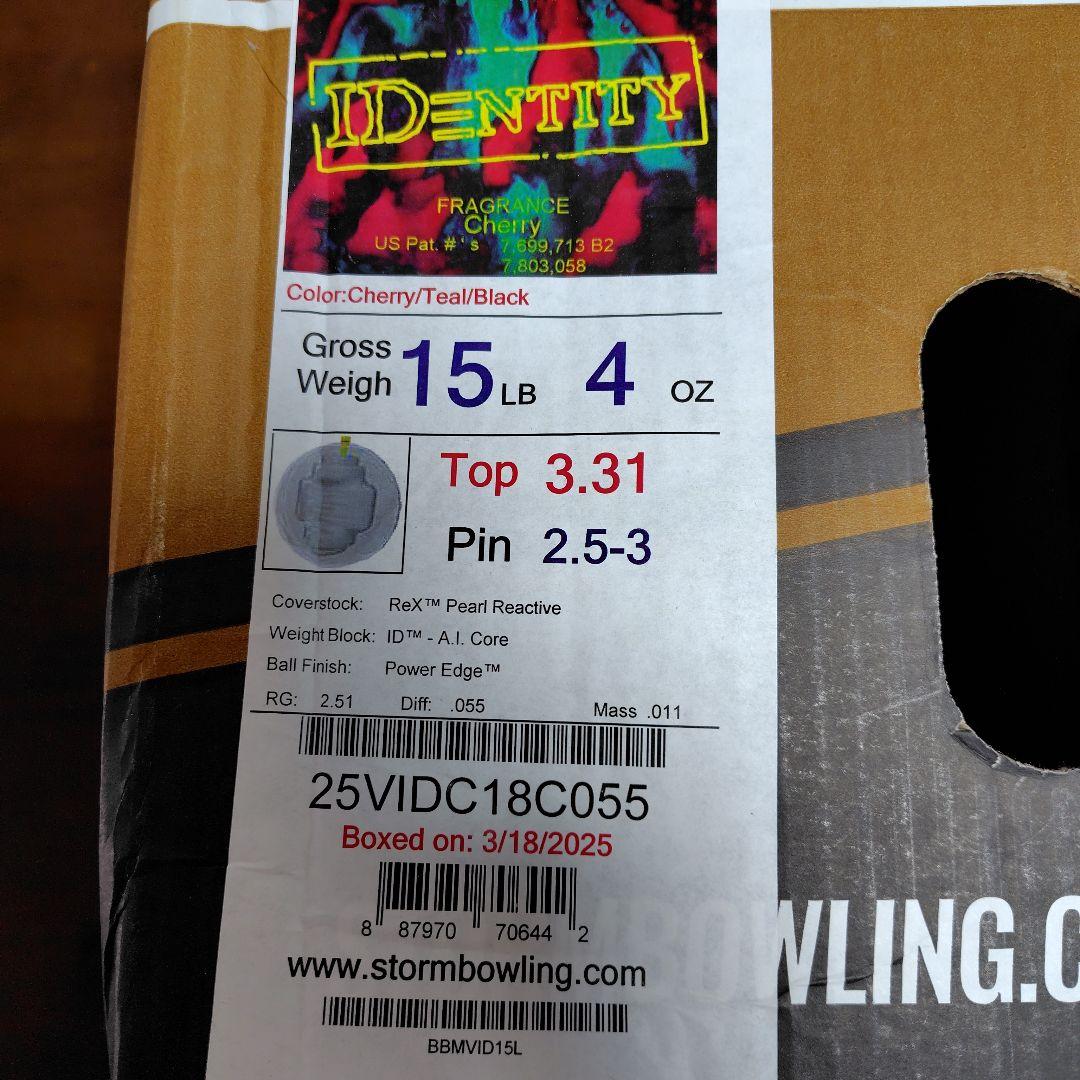 IDENTITY
FRAGRANCE
Cherry
US Pat. #'s 7,699,713 B2
7,803,058
Color:Cherry/Teal/Black
Gross
Weigh 15 LB 4 OZ
Top 3.31
Pin 2.5-3
Coverstock: ReX™ Pearl Reactive
Weight Block: ID™ - A.I. Core
Ball Finish: Power Edge™
RG: 2.51 Diff: .055 Mass .011
25VIDC18C055
Boxed on: 3/18/2025
8 87970 70644 2
BOWLING.C
www.stormbowling.com
BBMVID15L